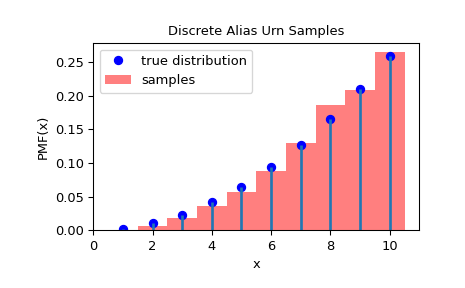 Discrete Alias Urn Samples
true distribution
samples
PMF(x)
0.25
0.20
0.15
0.10
0.05
0.00
0 2 4 6 8 10
x